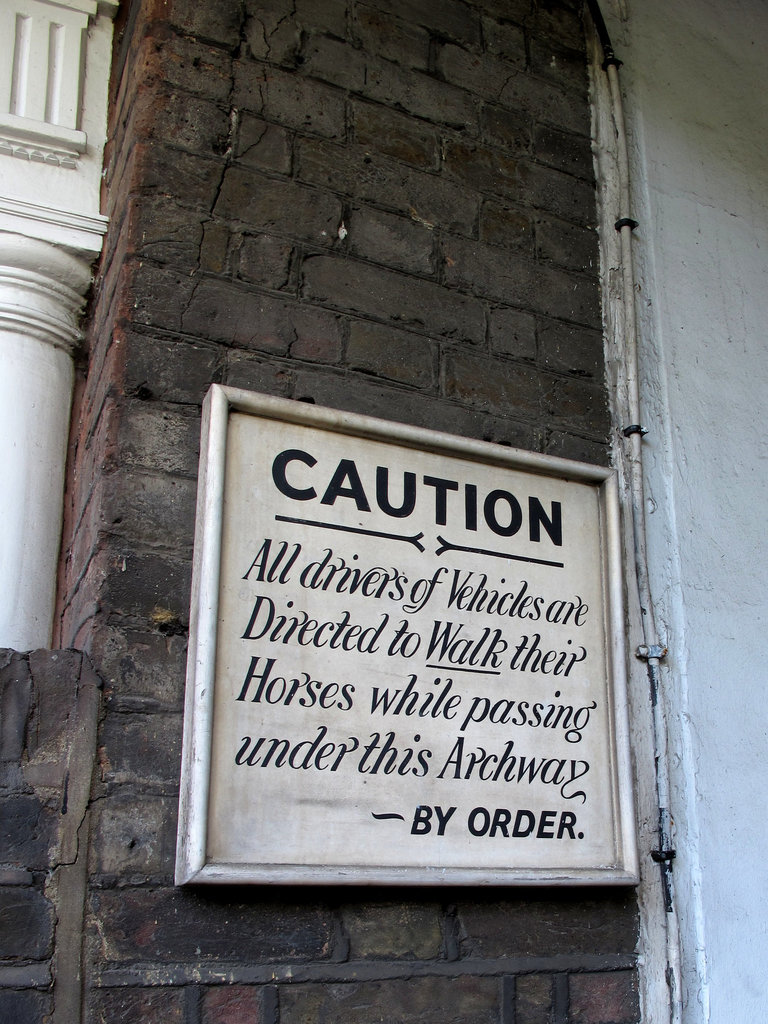 CAUTION
All drivers of Vehicles are
Directed to Walk their
Horses while passing
under this Archway
~ BY ORDER.